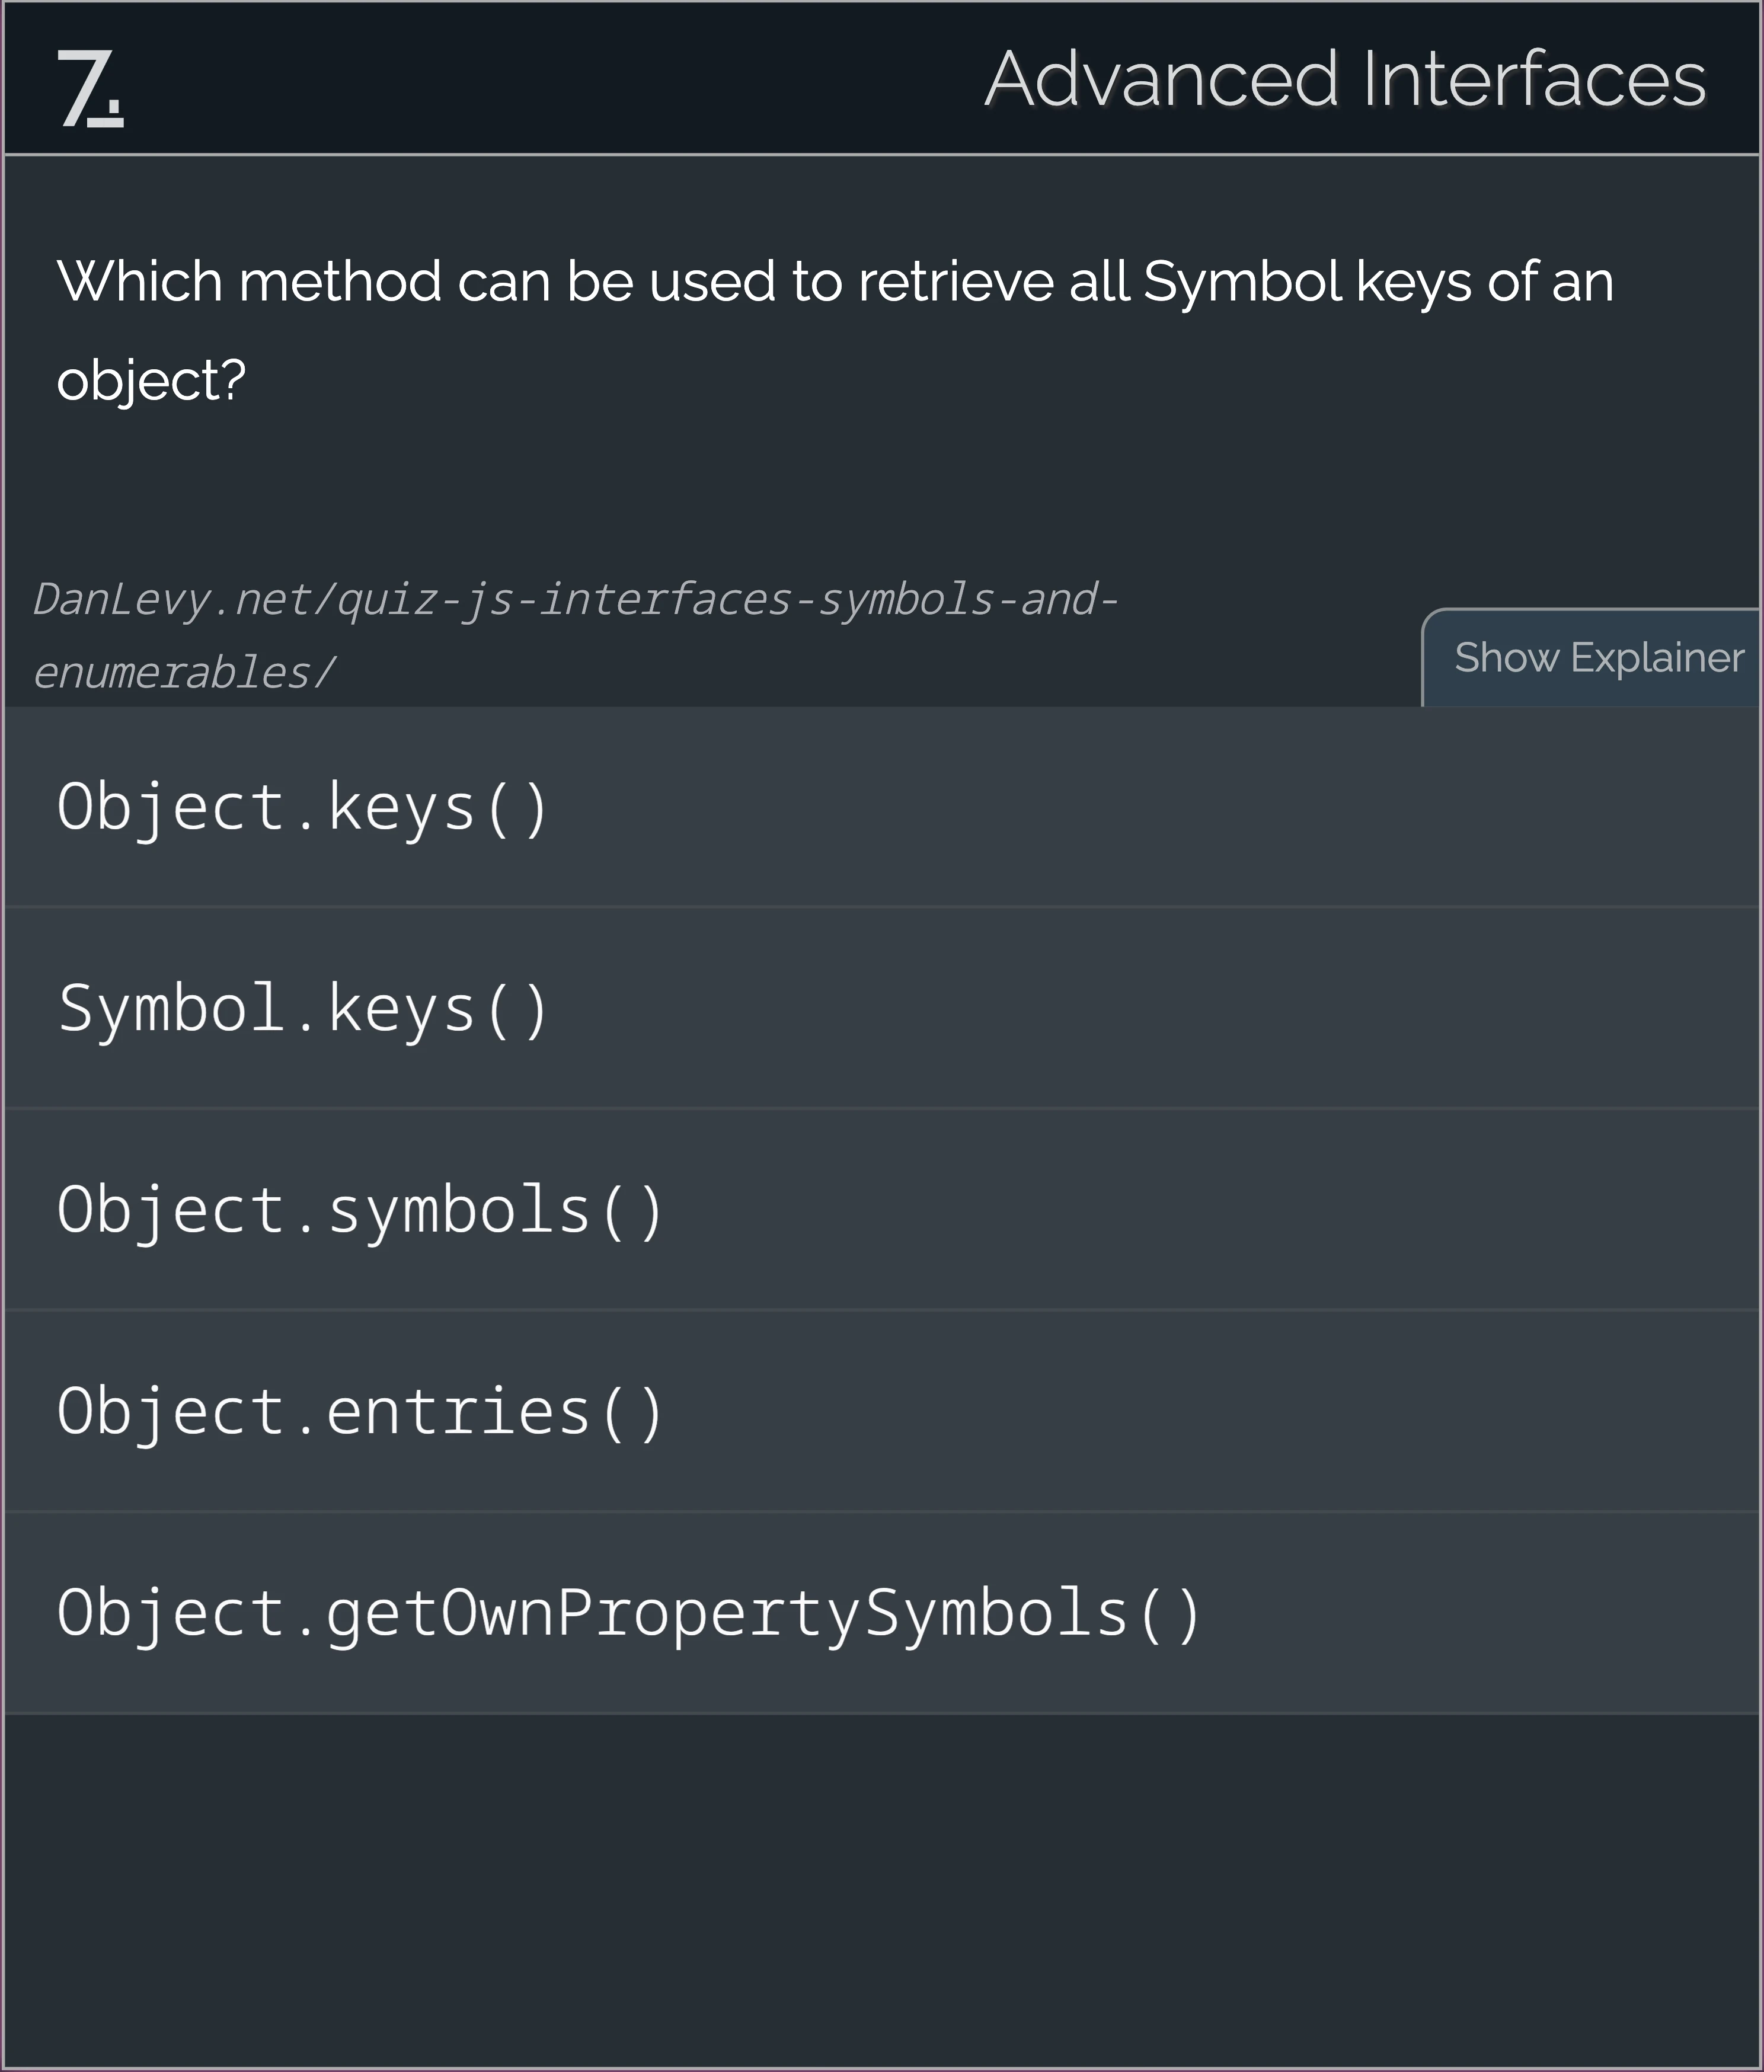 7.
Advanced Interfaces
Which method can be used to retrieve all Symbol keys of an
object?
DanLevy.net/quiz-js-interfaces-symbols-and-
enumerables/
Show Explainer
Object.keys()
Symbol.keys()
Object.symbols()
Object.entries()
Object.getOwnPropertySymbols()